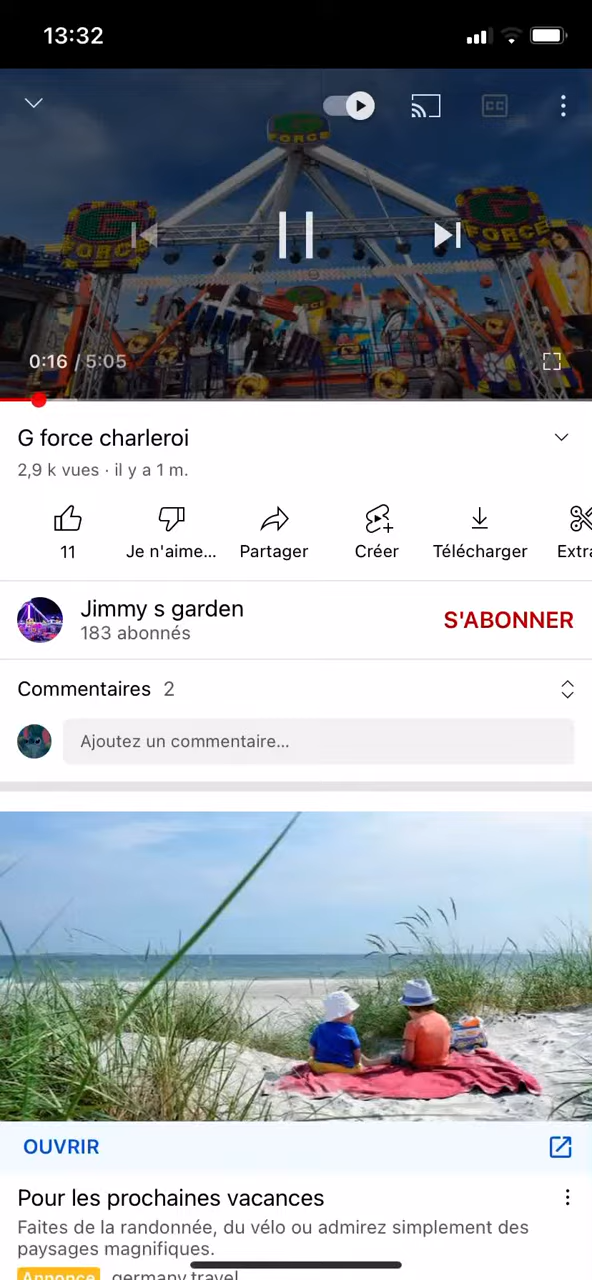 13:32
CC
G
FORCE
G
FORCE
G
FORCE
0:16 / 5:05
G force charleroi
2,9 k vues · il y a 1 m.
11
Je n'aime...
Partager
Créer
Télécharger
Extra
Jimmy s garden
183 abonnés
S'ABONNER
Commentaires 2
Ajoutez un commentaire...
OUVRIR
Pour les prochaines vacances
Faites de la randonnée, du vélo ou admirez simplement des
paysages magnifiques.
Annonce germany.travel